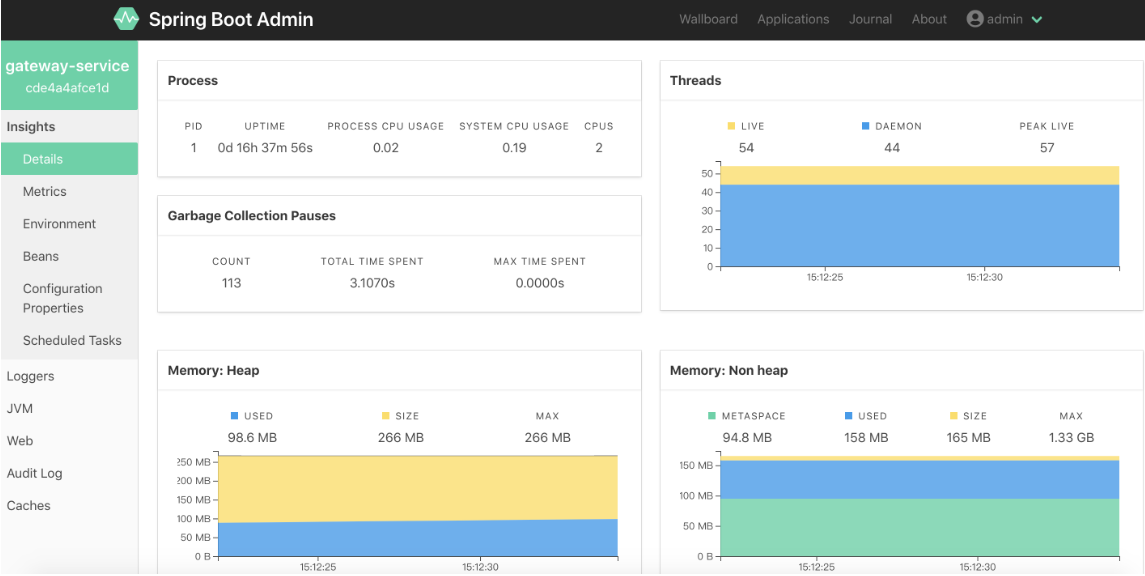 Spring Boot Admin
Wallboard Applications Journal About admin
gateway-service
cde4a4afce1d
Insights
Details
Metrics
Environment
Beans
Configuration
Properties
Scheduled Tasks
Loggers
JVM
Web
Audit Log
Caches
Process
PID UPTIME PROCESS CPU USAGE SYSTEM CPU USAGE CPUS
1 0d 16h 37m 56s 0.02 0.19 2
Garbage Collection Pauses
COUNT TOTAL TIME SPENT MAX TIME SPENT
113 3.1070s 0.0000s
Threads
LIVE DAEMON PEAK LIVE
54 44 57
50
40
30
20
10
0
15:12:25 15:12:30
Memory: Heap
USED SIZE MAX
98.6 MB 266 MB 266 MB
250 MB
200 MB
150 MB
100 MB
50 MB
0 B
15:12:25 15:12:30
Memory: Non heap
METASPACE USED SIZE MAX
94.8 MB 158 MB 165 MB 1.33 GB
150 MB
100 MB
50 MB
0 B
15:12:25 15:12:30